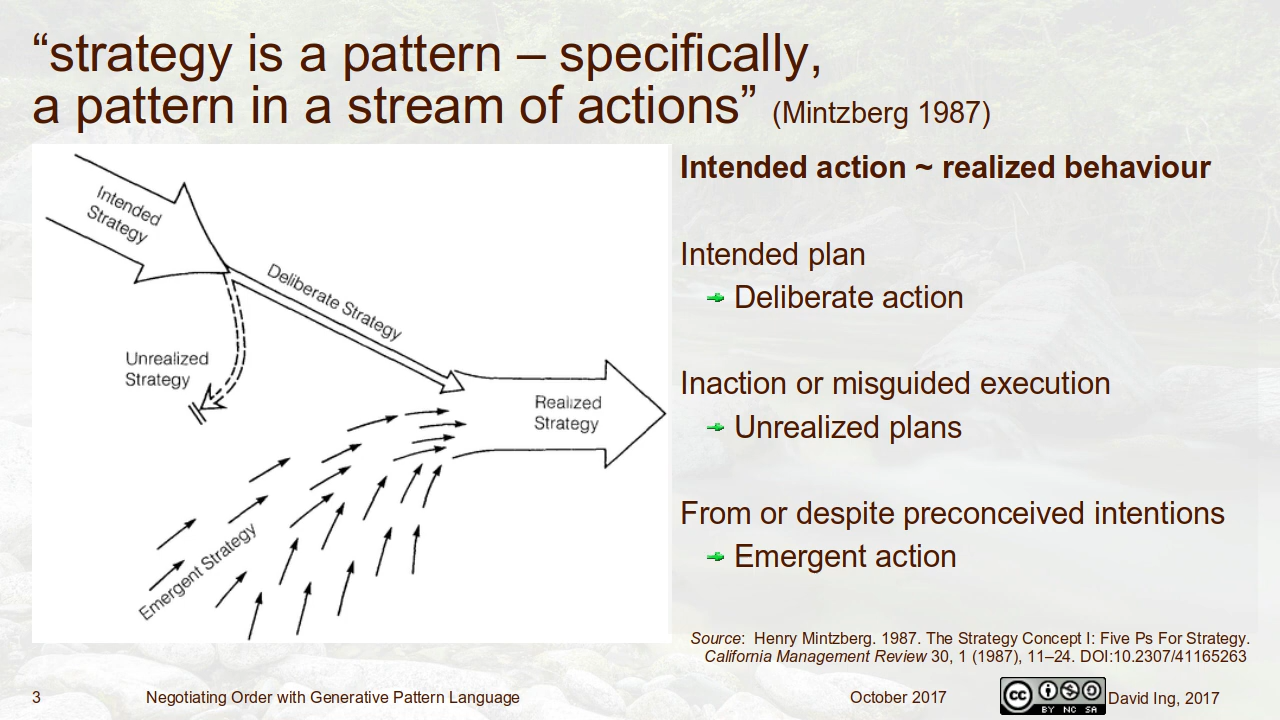 “strategy is a pattern – specifically,
a pattern in a stream of actions” (Mintzberg 1987)
Intended
Strategy
Deliberate Strategy
Unrealized
Strategy
Realized
Strategy
Emergent Strategy
Intended action ~ realized behaviour
Intended plan
Deliberate action
Inaction or misguided execution
Unrealized plans
From or despite preconceived intentions
Emergent action
Source: Henry Mintzberg. 1987. The Strategy Concept I: Five Ps For Strategy.
California Management Review 30, 1 (1987), 11–24. DOI:10.2307/41165263
3 Negotiating Order with Generative Pattern Language October 2017 cc BY NC SA David Ing, 2017